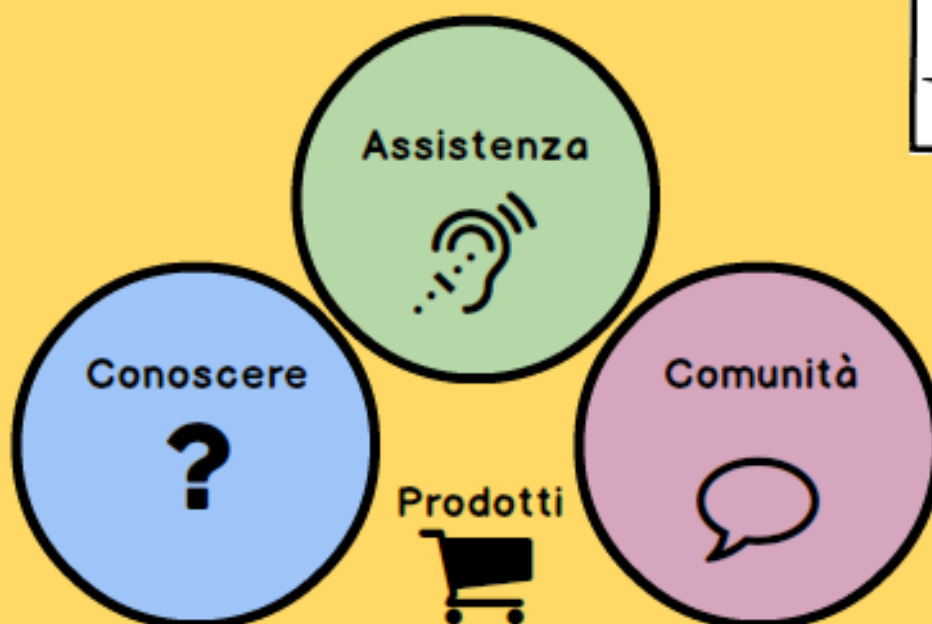 Assistenza
Conoscere
?
Comunità
Prodotti